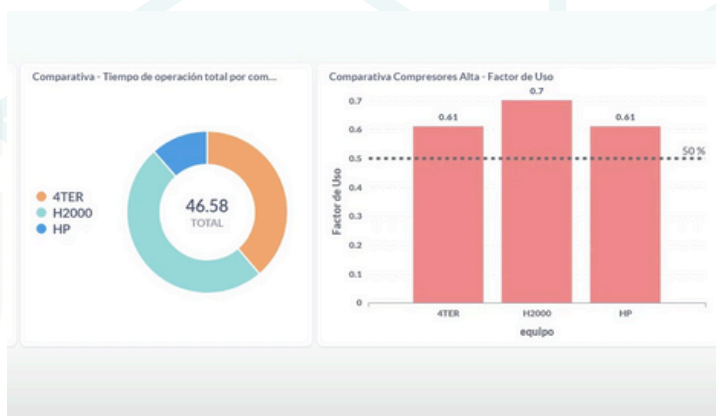 Comparativa - Tiempo de operación total por com...
4TER
H2000
HP
46.58
TOTAL
Comparativa Compresores Alta - Factor de Uso
Factor de Uso
0.7
0.6
0.5
0.4
0.3
0.2
0.1
0
0.61
0.7
0.61
50 %
4TER
H2000
HP
equipo